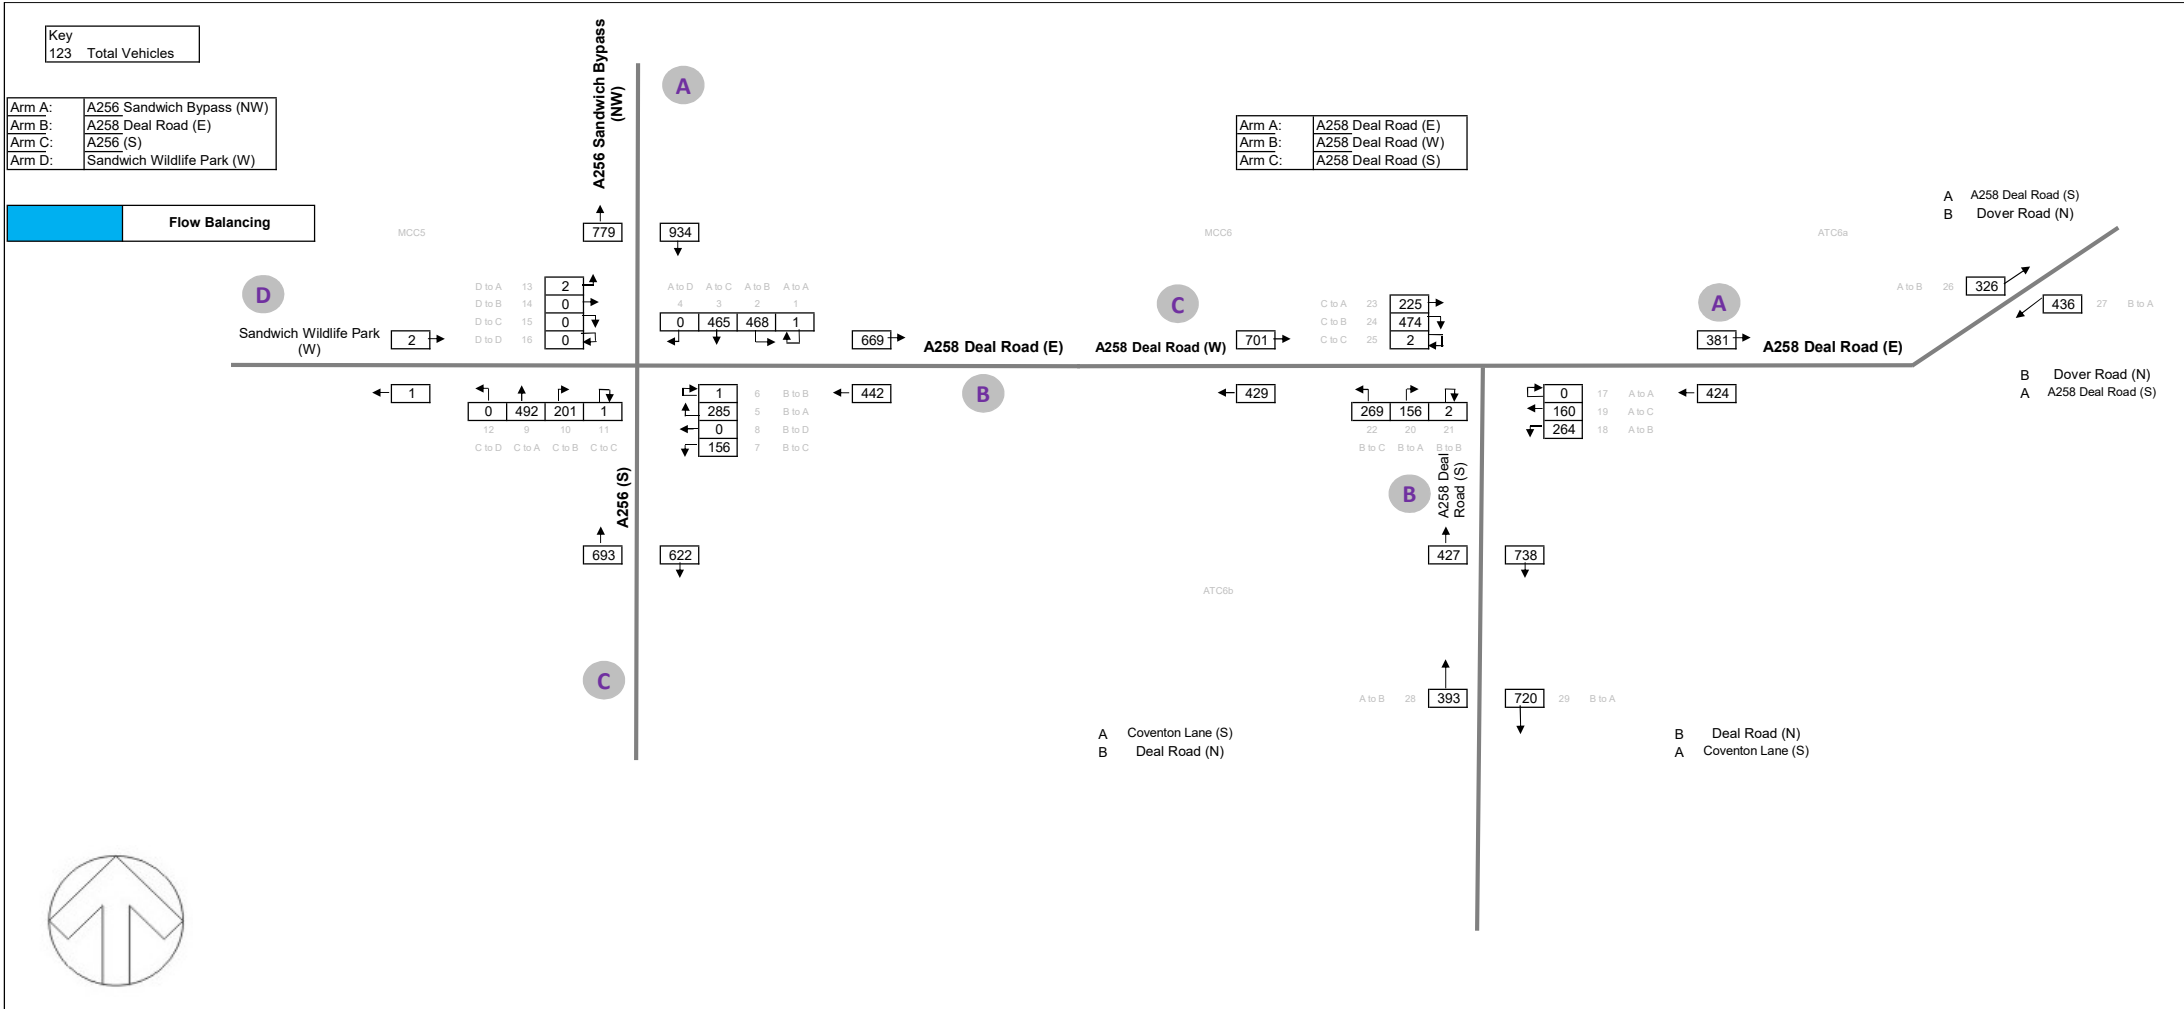 Key
123 Total Vehicles
A256 Sandwich Bypass
(NW)
A
Arm A: A256 Sandwich Bypass (NW)
Arm B: A258 Deal Road (E)
Arm C: A256 (S)
Arm D: Sandwich Wildlife Park (W)
Arm A: A258 Deal Road (E)
Arm B: A258 Deal Road (W)
Arm C: A258 Deal Road (S)
Flow Balancing
MCC5
779
934
MCC6
ATC6a
A A258 Deal Road (S)
B Dover Road (N)
D
D to A 13 2
D to B 14 0
D to C 15 0
D to D 16 0
A to D A to C A to B A to A
4 3 2 1
0 465 468 1
C
C to A 23 225
C to B 24 474
C to C 25 2
A
A to B 26 326
436 27 B to A
Sandwich Wildlife Park
(W)
2
669
A258 Deal Road (E)
A258 Deal Road (W)
701
381
A258 Deal Road (E)
1
0 492 201 1
12 9 10 11
C to D C to A C to B C to C
1 6 B to B
285 5 B to A
0 8 B to D
156 7 B to C
442
B
429
269 156 2
22 20 21
B to C B to A B to B
0 17 A to A
160 19 A to C
264 18 A to B
424
B Dover Road (N)
A A258 Deal Road (S)
A256 (S)
B
A258 Deal
Road (S)
693
622
427
738
ATC6b
C
A to B 28 393
720 29 B to A
A Coventon Lane (S)
B Deal Road (N)
B Deal Road (N)
A Coventon Lane (S)